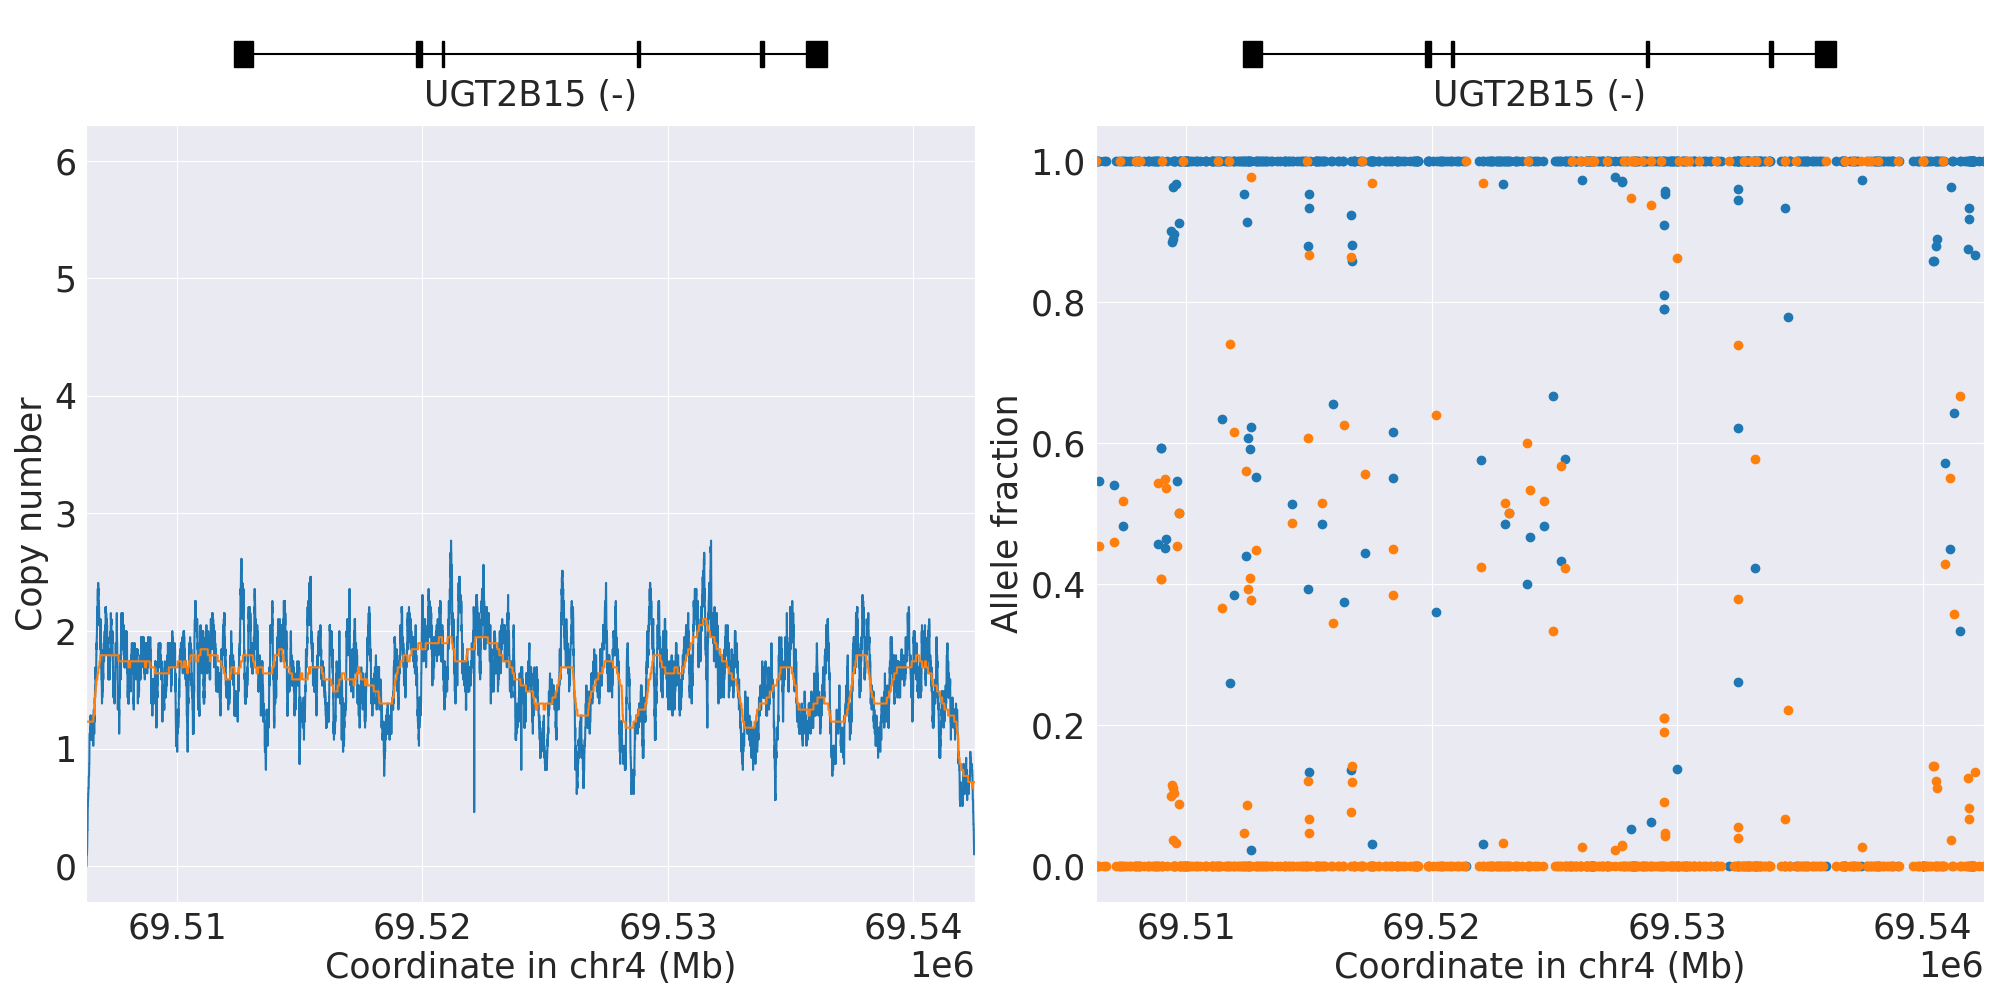 UGT2B15 (-)
UGT2B15 (-)
Copy number
6
5
4
3
2
1
0
69.51 69.52 69.53 69.54
Coordinate in chr4 (Mb) 1e6
Allele fraction
1.0
0.8
0.6
0.4
0.2
0.0
69.51 69.52 69.53 69.54
Coordinate in chr4 (Mb) 1e6